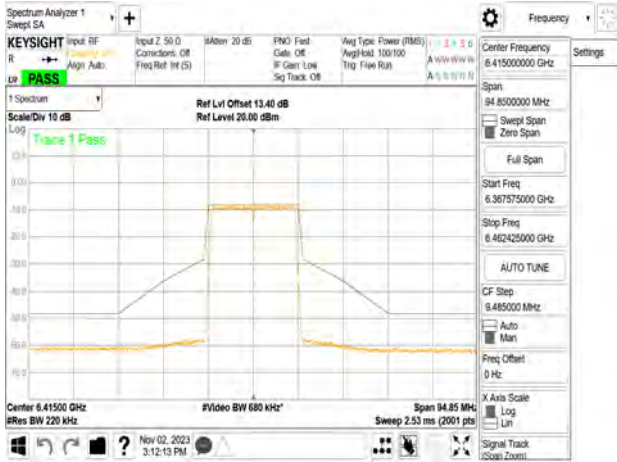 Spectrum Analyzer 1
Swept SA
+
Frequency
KEYSIGHT
Input: RF
Align: Auto
Input Z: 50 Ω
Corrections: Off
Freq Ref: Int (S)
#Atten: 20 dB
PNO: Fast
Gate: Off
IF Gain: Low
Sig Track: Off
Avg Type: Power (RMS)
Avg|Hold: 100/100
Trig: Free Run
PASS
1 Spectrum
Scale/Div 10 dB
Ref Lvl Offset 13.40 dB
Ref Level 20.00 dBm
Log
Trace 1 Pass
Center 6.41500 GHz
#Res BW 220 kHz
#Video BW 680 kHz*
Span 94.85 MHz
Sweep 2.53 ms (2001 pts
Nov 02, 2023
3:12:13 PM
Center Frequency
6.415000000 GHz
Settings
Span
94.8500000 MHz
Swept Span
Zero Span
Full Span
Start Freq
6.367575000 GHz
Stop Freq
6.462425000 GHz
AUTO TUNE
CF Step
9.485000 MHz
Auto
Man
Freq Offset
0 Hz
X Axis Scale
Log
Lin
Signal Track
(Span Zoom)